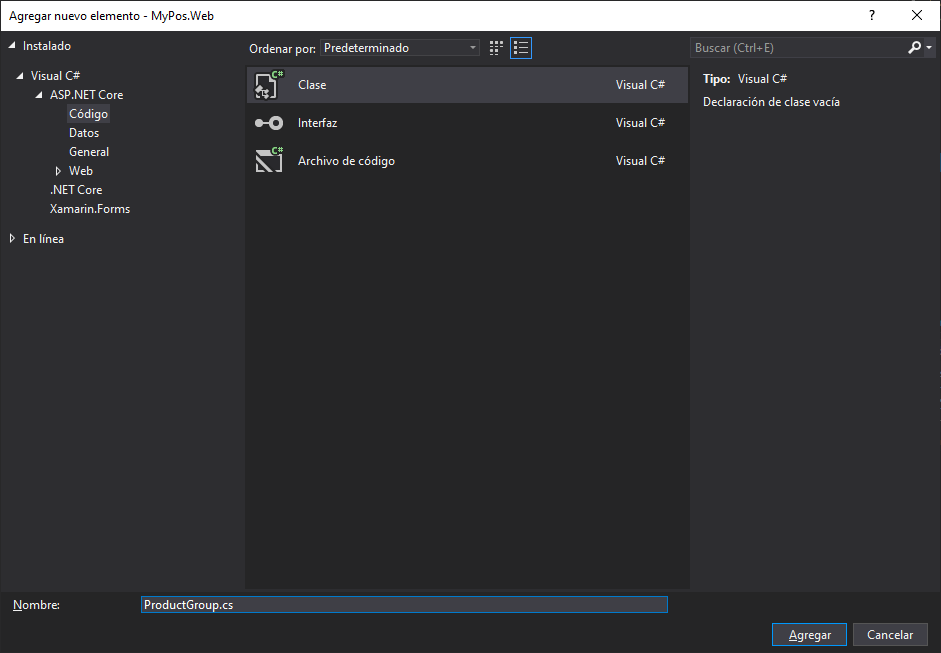 Agregar nuevo elemento - MyPos.Web
?
Instalado
Visual C#
ASP.NET Core
Código
Datos
General
Web
.NET Core
Xamarin.Forms
En línea
Ordenar por: Predeterminado
C# Clase Visual C#
Interfaz Visual C#
C# Archivo de código Visual C#
Buscar (Ctrl+E)
Tipo: Visual C#
Declaración de clase vacía
Nombre: ProductGroup.cs
Agregar Cancelar